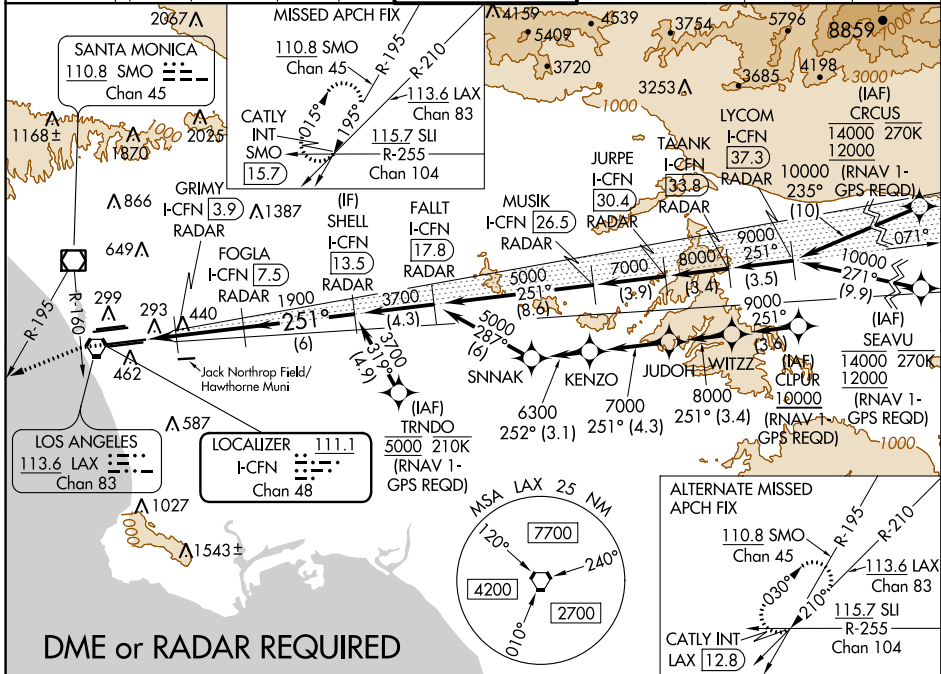 2067
SANTA MONICA
110.8 SMO
Chan 45
1168±
1870
2025
MISSED APCH FIX
110.8 SMO
Chan 45
R-195
R-210
113.6 LAX
Chan 83
015°
195°
CATLY
INT
SMO
15.7
115.7 SLI
R-255
Chan 104
4159
5409
4539
3720
3754
5796
8859
3253
3685
4198
3000
1000
866
649
1387
GRIMY
I-CFN 3.9
RADAR
FOGLA
I-CFN 7.5
RADAR
(IF)
SHELL
I-CFN
13.5
RADAR
FALLT
I-CFN
17.8
RADAR
MUSIK
I-CFN 26.5
RADAR
JURPE
I-CFN
30.4
RADAR
TAANK
I-CFN
33.8
RADAR
LYCOM
I-CFN
37.3
RADAR
(IAF)
CRCUS
14000 270K
12000
(RNAV 1-
GPS REQD)
10000
235°
(10)
071°
10000
271°
(9.9)
9000
251°
(3.5)
8000
(3.4)
7000
(3.9)
5000
251°
(8.6)
3700
(4.3)
1900
251°
(6)
5000
287°
(6)
3700
319°
(4.9)
9000
251°
(3.6)
(IAF)
SEAVU
14000 270K
12000
(RNAV 1-
GPS REQD)
(IAF)
CLPUR
10000
(RNAV 1-
GPS REQD)
SNNAK
KENZO
JUDOH
WITZZ
6300
252° (3.1)
7000
251° (4.3)
8000
251° (3.4)
(IAF)
TRNDO
5000 210K
(RNAV 1-
GPS REQD)
R-195
R-160
299
293
440
462
Jack Northrop Field/
Hawthorne Muni
587
LOS ANGELES
113.6 LAX
Chan 83
LOCALIZER 111.1
I-CFN
Chan 48
1027
1000
1543±
MSA LAX 25 NM
120°
240°
010°
7700
4200
2700
1000
ALTERNATE MISSED
APCH FIX
110.8 SMO
Chan 45
R-195
R-210
113.6 LAX
Chan 83
030°
210°
115.7 SLI
R-255
Chan 104
CATLY INT
LAX 12.8
DME or RADAR REQUIRED